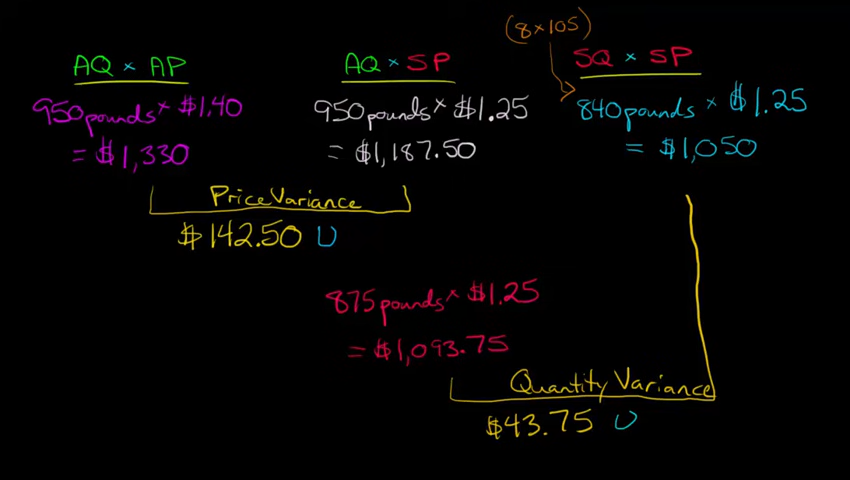 (8 × 105)
AQ × AP
AQ × SP
SQ × SP
950 pounds × $1.40
950 pounds × $1.25
840 pounds × $1.25
= $1,330
= $1,187.50
= $1,050
Price Variance
$142.50 U
875 pounds × $1.25
= $1,093.75
Quantity Variance
$43.75 U